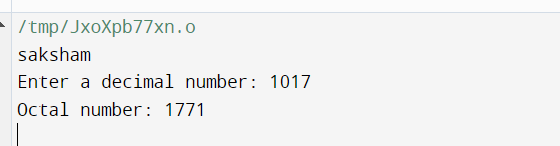 /tmp/JxoXpb77xn.o
saksham
Enter a decimal number: 1017
Octal number: 1771